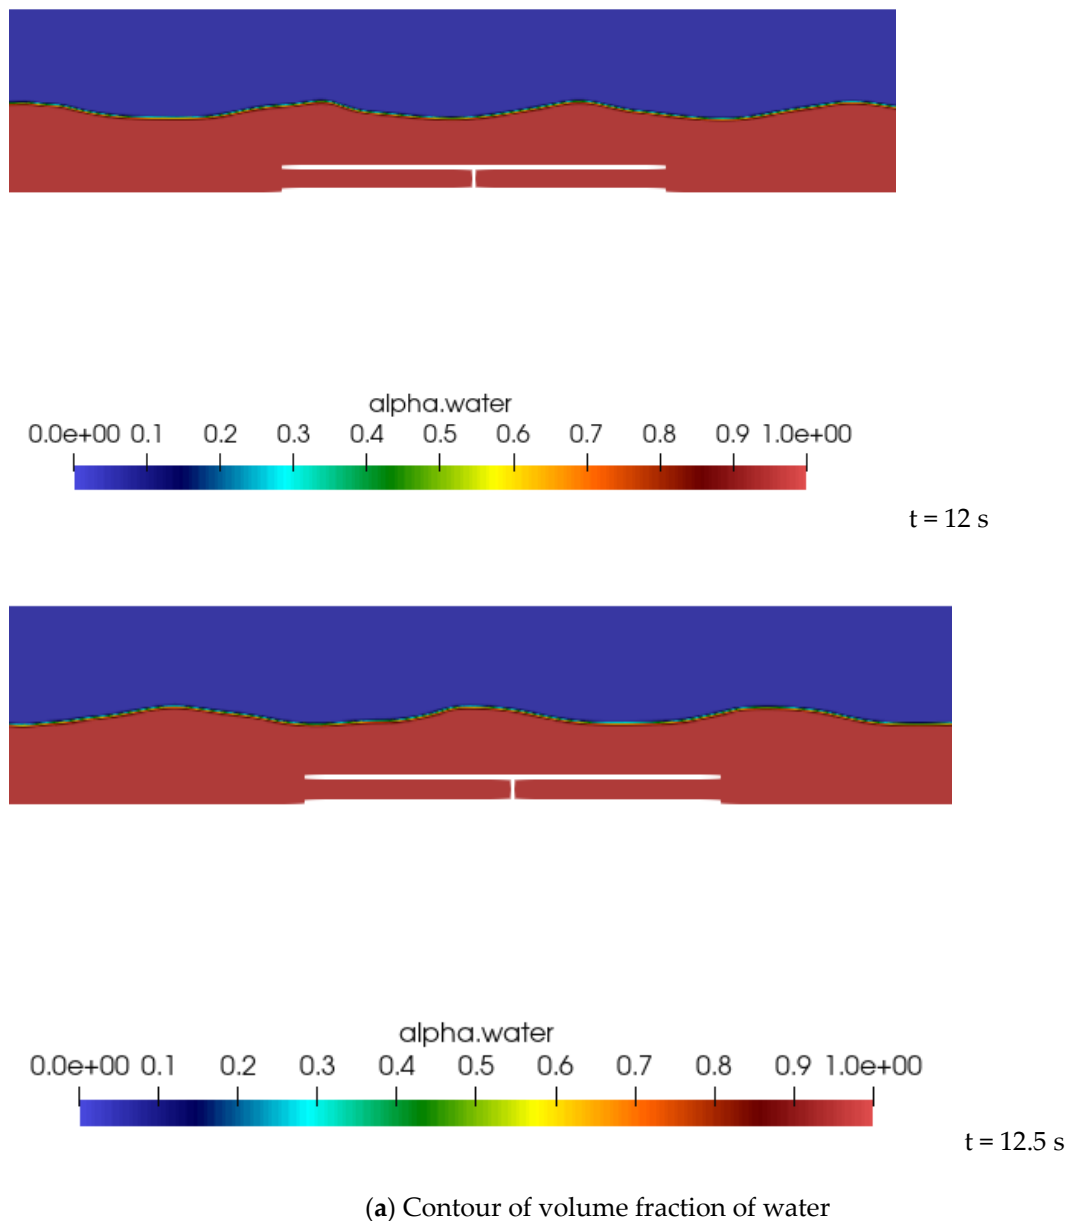 alpha.water
0.0e+00 0.1 0.2 0.3 0.4 0.5 0.6 0.7 0.8 0.9 1.0e+00
t = 12 s
alpha.water
0.0e+00 0.1 0.2 0.3 0.4 0.5 0.6 0.7 0.8 0.9 1.0e+00
t = 12.5 s
(a) Contour of volume fraction of water